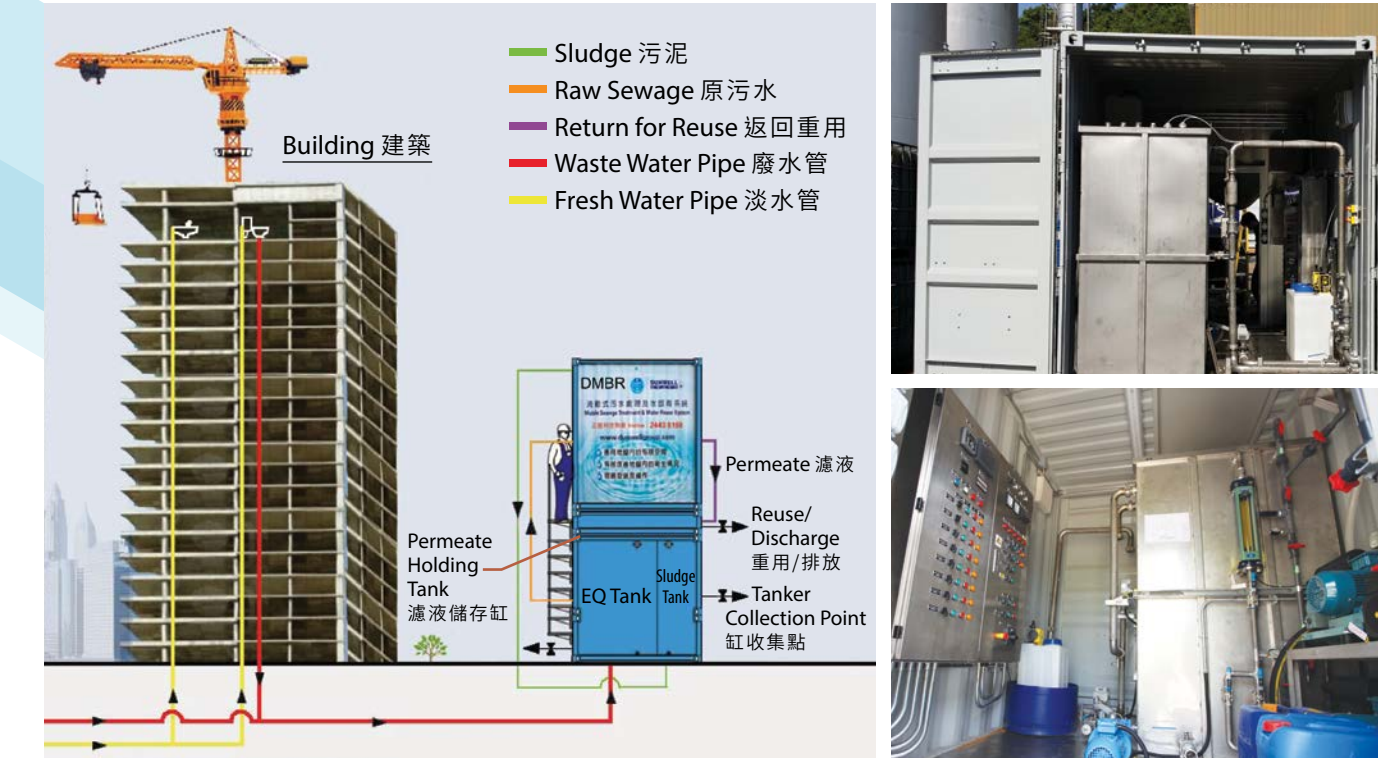 Building 建築
Sludge 污泥
Raw Sewage 原污水
Return for Reuse 返回重用
Waste Water Pipe 廢水管
Fresh Water Pipe 淡水管
DMBR
www.dunwellgroup.com
Permeate 濾液
Reuse/
Discharge
重用/排放
Permeate
Holding
Tank
濾液儲存缸
EQ Tank
Sludge
Tank
Tanker
Collection Point
缸收集點